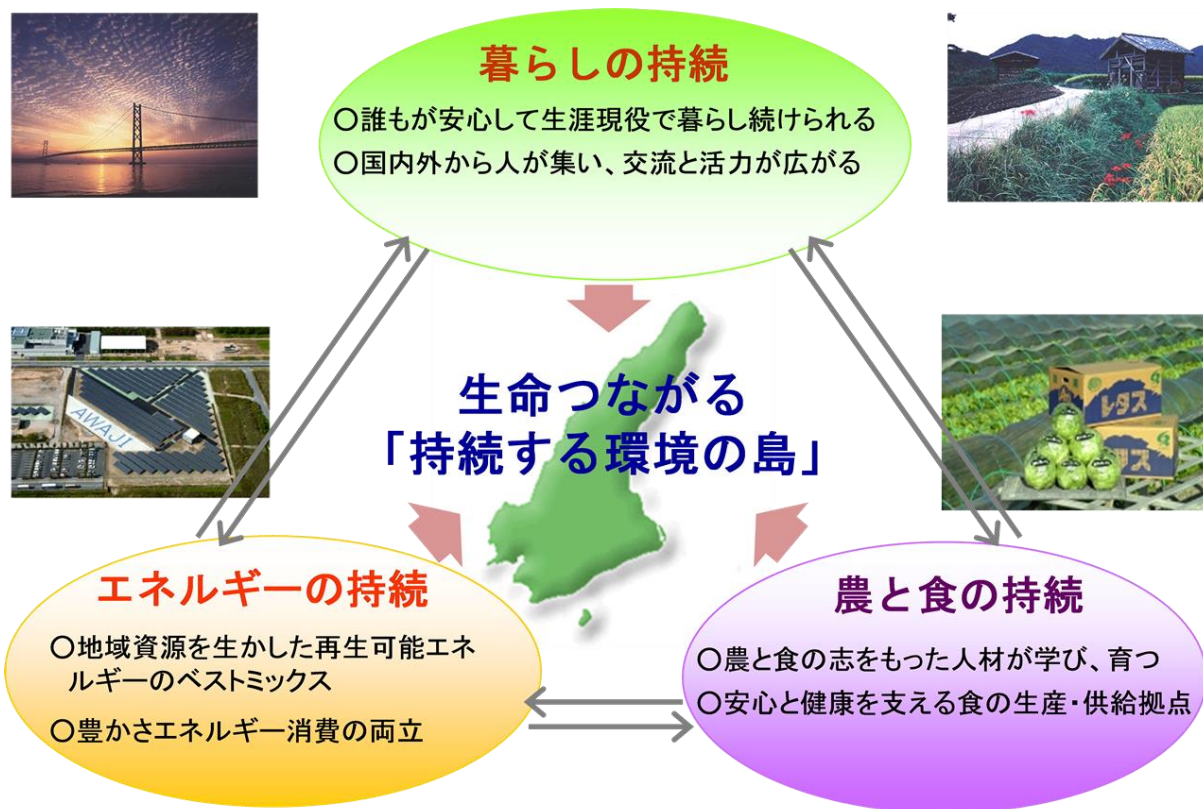 暮らしの持続
○誰もが安心して生涯現役で暮らし続けられる
○国内外から人が集い、交流と活力が広がる
生命つながる
「持続する環境の島」
AWAJI
レタス
タス
エネルギーの持続
○地域資源を生かした再生可能エネ
ルギーのベストミックス
○豊かさエネルギー消費の両立
農と食の持続
○農と食の志をもった人材が学び、育つ
○安心と健康を支える食の生産・供給拠点